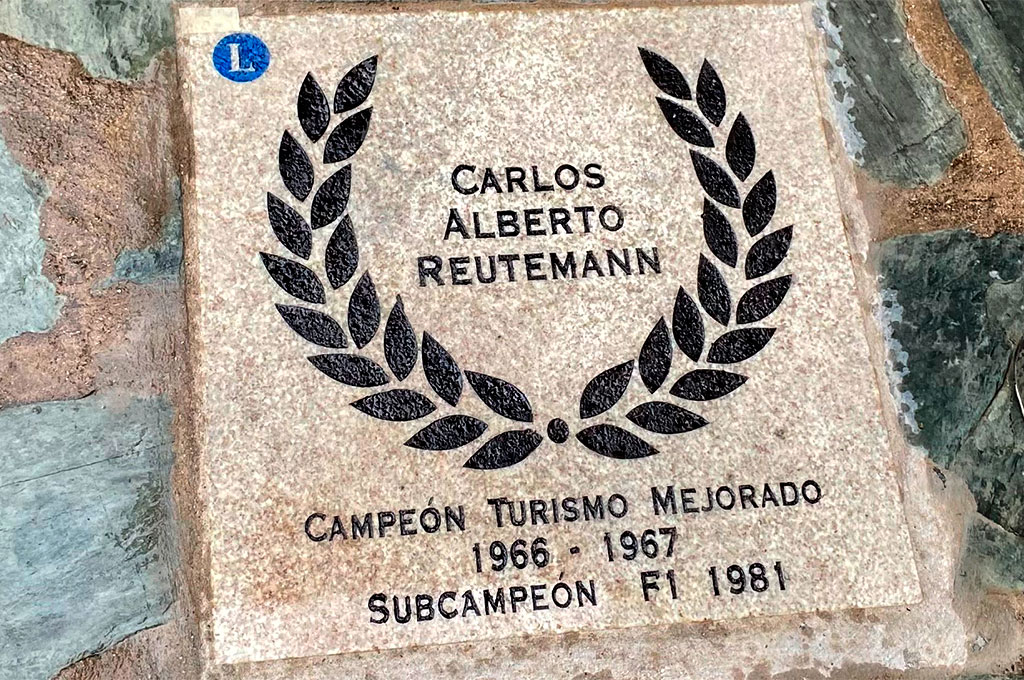 L
CARLOS
ALBERTO
REUTEMANN
CAMPEÓN TURISMO MEJORADO
1966 - 1967
SUBCAMPEÓN F1 1981